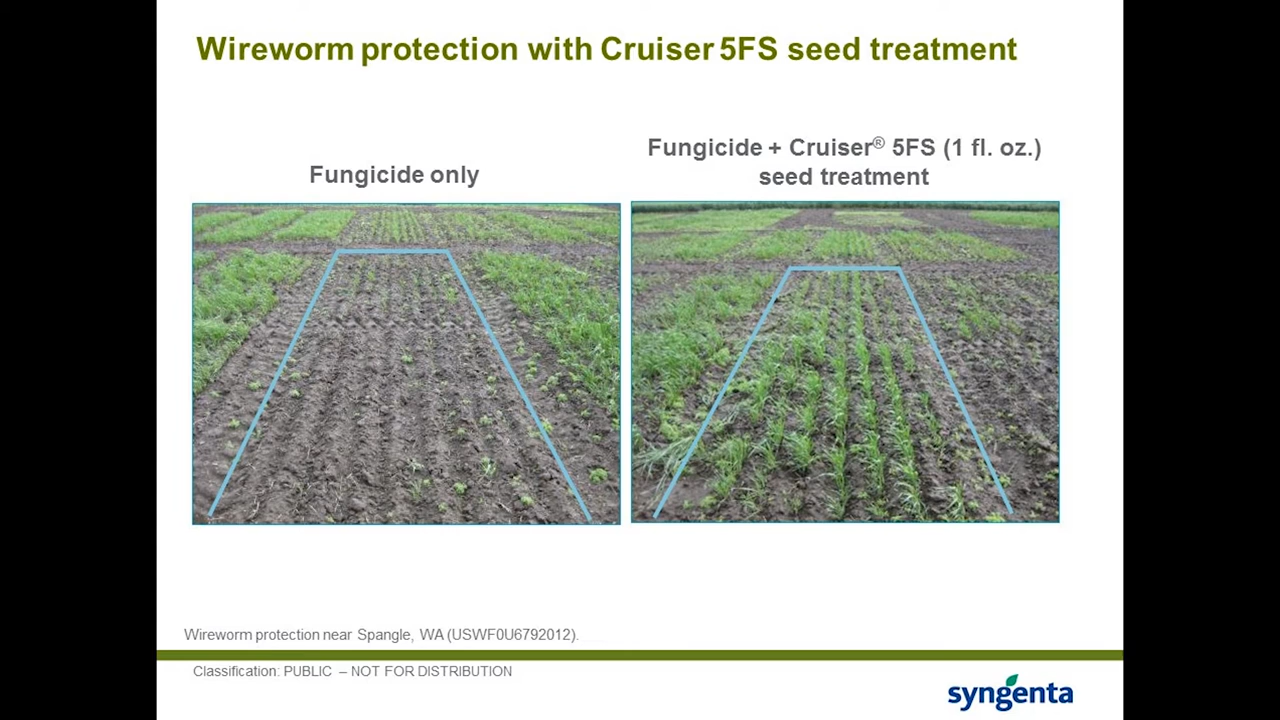 Wireworm protection with Cruiser 5FS seed treatment
Fungicide only
Fungicide + Cruiser® 5FS (1 fl. oz.)
seed treatment
Wireworm protection near Spangle, WA (USWF0U6792012).
Classification: PUBLIC – NOT FOR DISTRIBUTION
syngenta